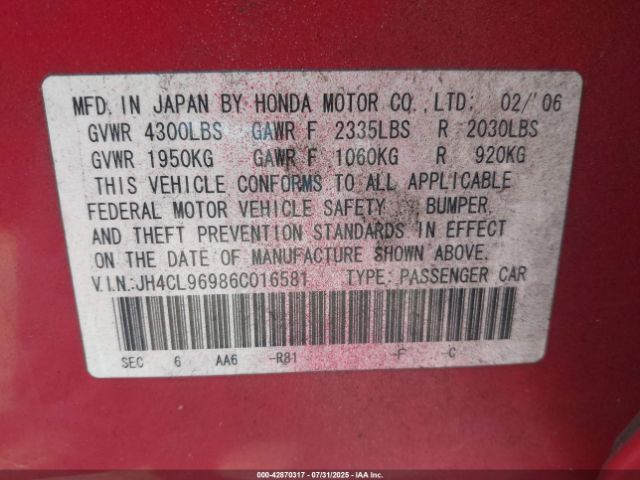 MFD. IN JAPAN BY HONDA MOTOR CO., LTD: 02/'06
GVWR 4300LBS GAWR F 2335LBS R 2030LBS
GVWR 1950KG GAWR F 1060KG R 920KG
THIS VEHICLE CONFORMS TO ALL APPLICABLE
FEDERAL MOTOR VEHICLE SAFETY, BUMPER,
AND THEFT PREVENTION STANDARDS IN EFFECT
ON THE DATE OF MANUFACTURE SHOWN ABOVE.
V.I.N.:JH4CL96986C016581 TYPE: PASSENGER CAR
SEC 6 AA6 -R81 -F -C
000-42870317 - 07/31/2025 - IAA, Inc.